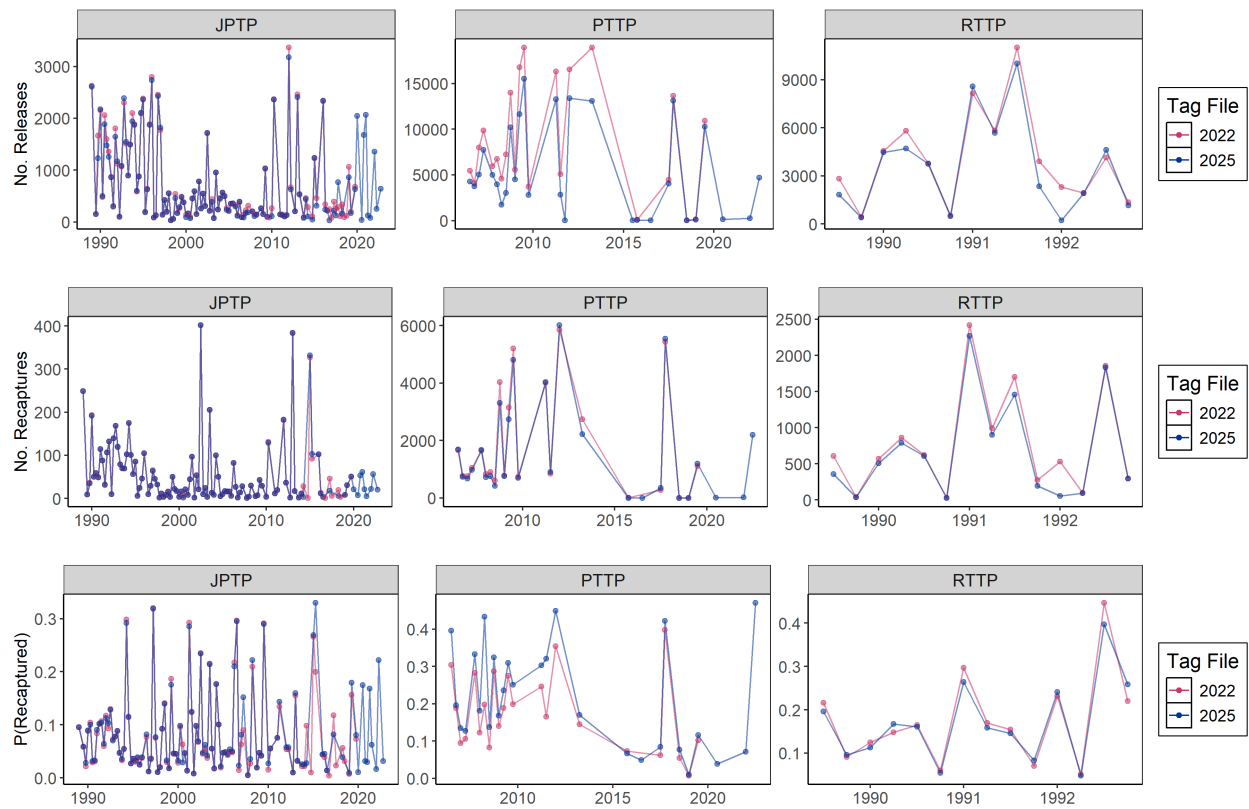 JPTP PTTP RTTP
No. Releases
3000
2000
1000
0
1990 2000 2010 2020
15000
10000
5000
0
2010 2015 2020
9000
6000
3000
0
1990 1991 1992
Tag File
2022
2025
JPTP PTTP RTTP
No. Recaptures
400
300
200
100
0
1990 2000 2010 2020
6000
4000
2000
0
2010 2015 2020
2500
2000
1500
1000
500
0
1990 1991 1992
Tag File
2022
2025
JPTP PTTP RTTP
P(Recaptured)
0.3
0.2
0.1
0.0
1990 2000 2010 2020
0.4
0.3
0.2
0.1
0.0
2010 2015 2020
0.4
0.3
0.2
0.1
1990 1991 1992
Tag File
2022
2025